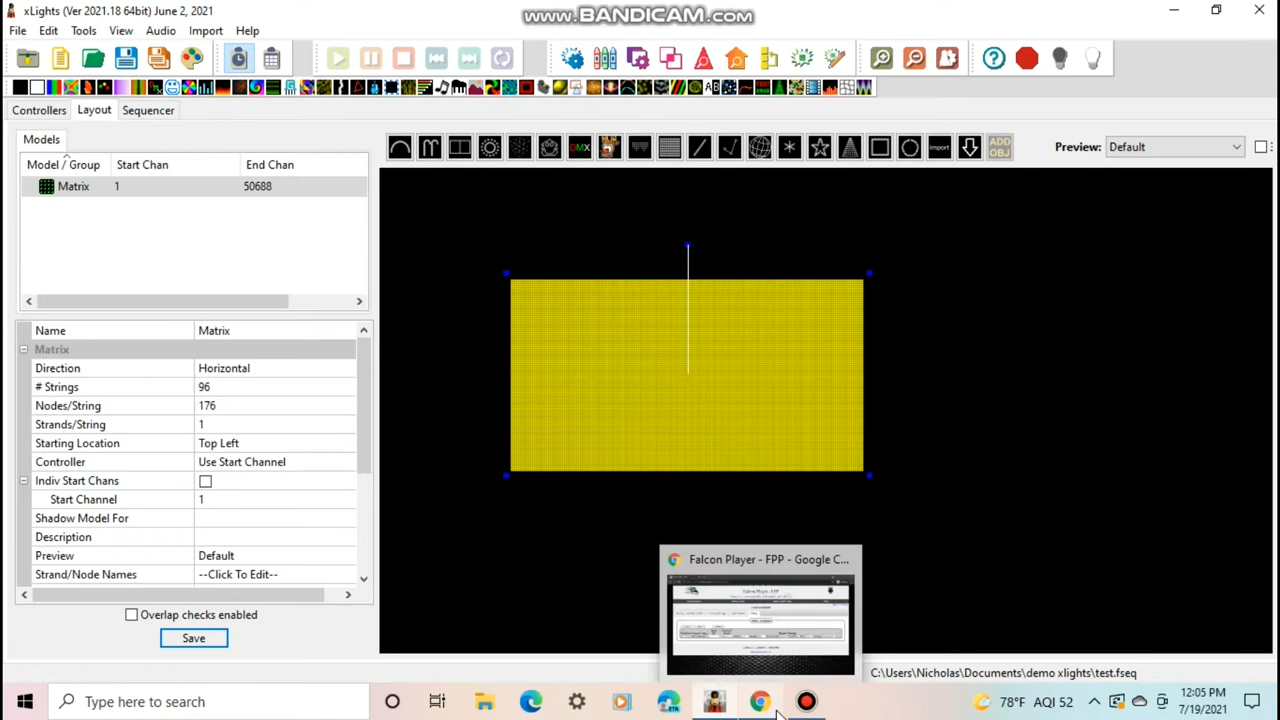 xLights (Ver 2021.18 64bit) June 2, 2021
www.BANDICAM.com
File Edit Tools View Audio Import Help
Controllers Layout Sequencer
Models
Model / Group Start Chan End Chan
Matrix 1 50688
DMX
import
ADD OBJ
Preview: Default
Name Matrix
Matrix
Direction Horizontal
# Strings 96
Nodes/String 176
Strands/String 1
Starting Location Top Left
Controller Use Start Channel
Indiv Start Chans
Start Channel 1
Shadow Model For
Description
Preview Default
Strand/Node Names --Click To Edit--
Overlap checks enabled
Save
Falcon Player - FPP - Google C...
C:\Users\Nicholas\Documents\demo xlights\test.fseq
Type here to search
78°F AQI 52
12:05 PM
7/19/2021